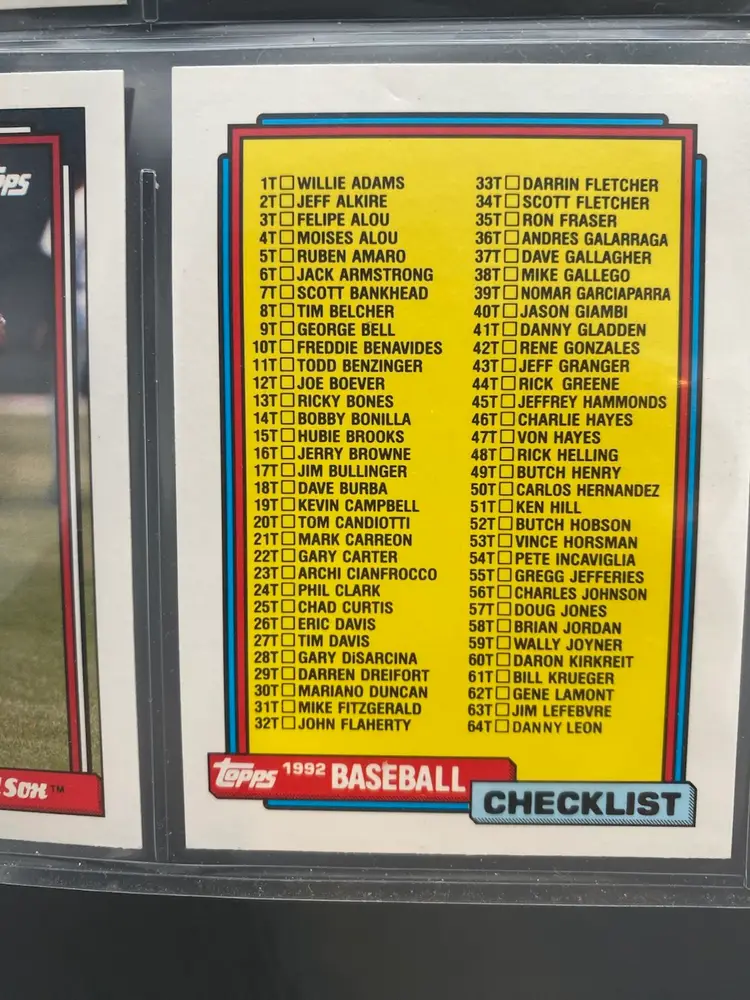 1T WILLIE ADAMS
2T JEFF ALKIRE
3T FELIPE ALOU
4T MOISES ALOU
5T RUBEN AMARO
6T JACK ARMSTRONG
7T SCOTT BANKHEAD
8T TIM BELCHER
9T GEORGE BELL
10T FREDDIE BENAVIDES
11T TODD BENZINGER
12T JOE BOEVER
13T RICKY BONES
14T BOBBY BONILLA
15T HUBIE BROOKS
16T JERRY BROWNE
17T JIM BULLINGER
18T DAVE BURBA
19T KEVIN CAMPBELL
20T TOM CANDIOTTI
21T MARK CARREON
22T GARY CARTER
23T ARCHI CIANFROCCO
24T PHIL CLARK
25T CHAD CURTIS
26T ERIC DAVIS
27T TIM DAVIS
28T GARY DiSARCINA
29T DARREN DREIFORT
30T MARIANO DUNCAN
31T MIKE FITZGERALD
32T JOHN FLAHERTY
33T DARRIN FLETCHER
34T SCOTT FLETCHER
35T RON FRASER
36T ANDRES GALARRAGA
37T DAVE GALLAGHER
38T MIKE GALLEGO
39T NOMAR GARCIAPARRA
40T JASON GIAMBI
41T DANNY GLADDEN
42T RENE GONZALES
43T JEFF GRANGER
44T RICK GREENE
45T JEFFREY HAMMONDS
46T CHARLIE HAYES
47T VON HAYES
48T RICK HELLING
49T BUTCH HENRY
50T CARLOS HERNANDEZ
51T KEN HILL
52T BUTCH HOBSON
53T VINCE HORSMAN
54T PETE INCAVIGLIA
55T GREGG JEFFERIES
56T CHARLES JOHNSON
57T DOUG JONES
58T BRIAN JORDAN
59T WALLY JOYNER
60T DARON KIRKREIT
61T BILL KRUEGER
62T GENE LAMONT
63T JIM LEFEBVRE
64T DANNY LEON
TOPPS 1992 BASEBALL
CHECKLIST